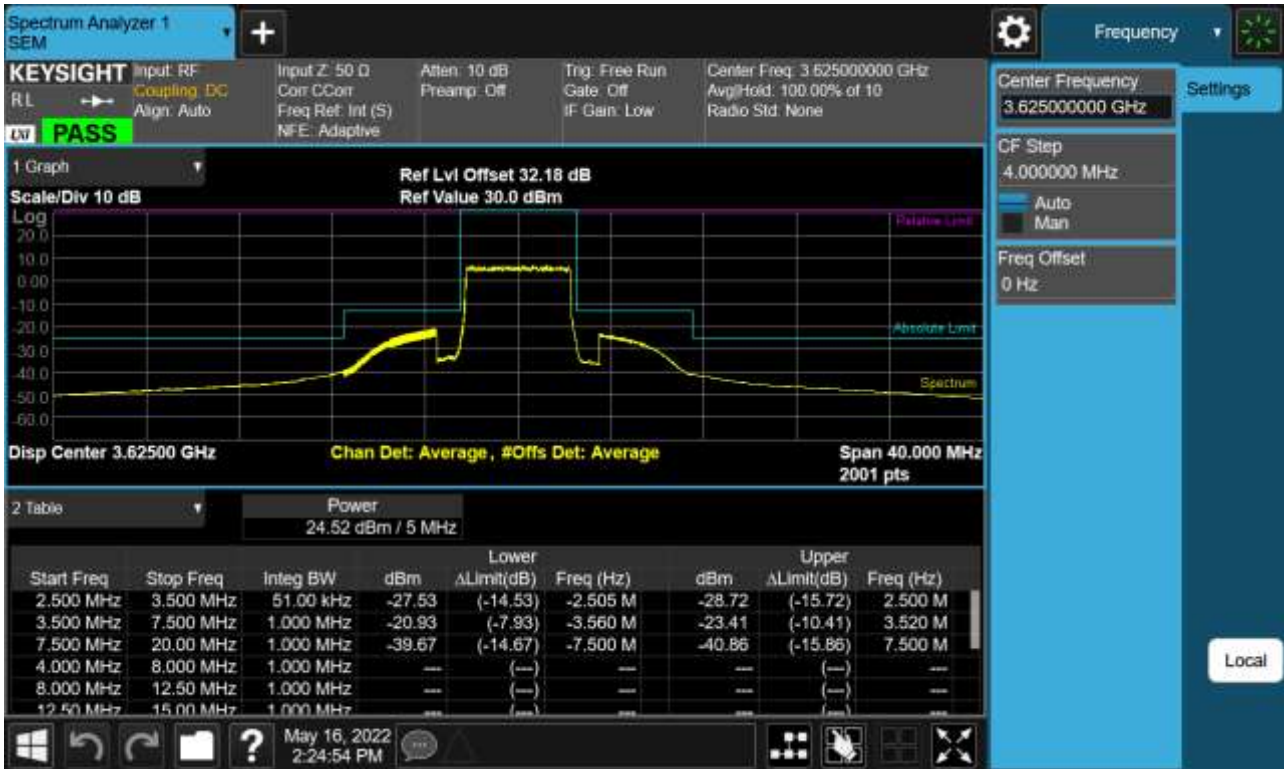 Spectrum Analyzer 1
SEM
+
Frequency
KEYSIGHT
RL
LXI
PASS
Input: RF
Coupling: DC
Align: Auto
Input Z: 50 Ω
Corr CCorr
Freq Ref: Int (S)
NFE: Adaptive
Atten: 10 dB
Preamp: Off
Trig: Free Run
Gate: Off
IF Gain: Low
Center Freq: 3.625000000 GHz
Avg|Hold: 100.00% of 10
Radio Std: None
Center Frequency
3.625000000 GHz
Settings
CF Step
4.000000 MHz
Auto
Man
Freq Offset
0 Hz
1 Graph
Scale/Div 10 dB
Ref Lvl Offset 32.18 dB
Ref Value 30.0 dBm
Log
20.0
10.0
0.00
-10.0
-20.0
-30.0
-40.0
-50.0
-60.0
Relative Limit
Absolute Limit
Spectrum
Disp Center 3.62500 GHz
Chan Det: Average, #Offs Det: Average
Span 40.000 MHz
2001 pts
2 Table
Power
24.52 dBm / 5 MHz
Lower Upper
Start Freq Stop Freq Integ BW dBm ΔLimit(dB) Freq (Hz) dBm ΔLimit(dB) Freq (Hz)
2.500 MHz 3.500 MHz 51.00 kHz -27.53 (-14.53) -2.505 M -28.72 (-15.72) 2.500 M
3.500 MHz 7.500 MHz 1.000 MHz -20.93 (-7.93) -3.560 M -23.41 (-10.41) 3.520 M
7.500 MHz 20.00 MHz 1.000 MHz -39.67 (-14.67) -7.500 M -40.86 (-15.86) 7.500 M
4.000 MHz 8.000 MHz 1.000 MHz --- (---) --- --- (---) ---
8.000 MHz 12.50 MHz 1.000 MHz --- (---) --- --- (---) ---
12.50 MHz 15.00 MHz 1.000 MHz --- (---) --- --- (---) ---
Local
?
May 16, 2022
2:24:54 PM